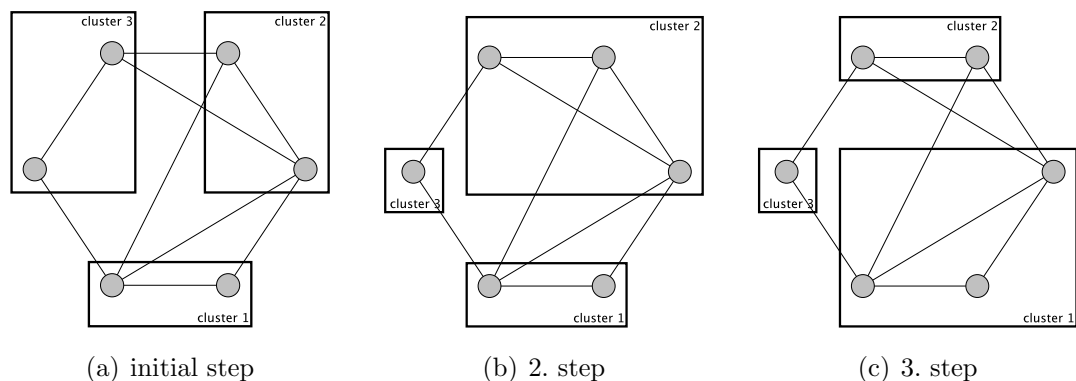 cluster 3
cluster 2
cluster 1
(a) initial step
cluster 2
cluster 3
cluster 1
(b) 2. step
cluster 2
cluster 3
cluster 1
(c) 3. step